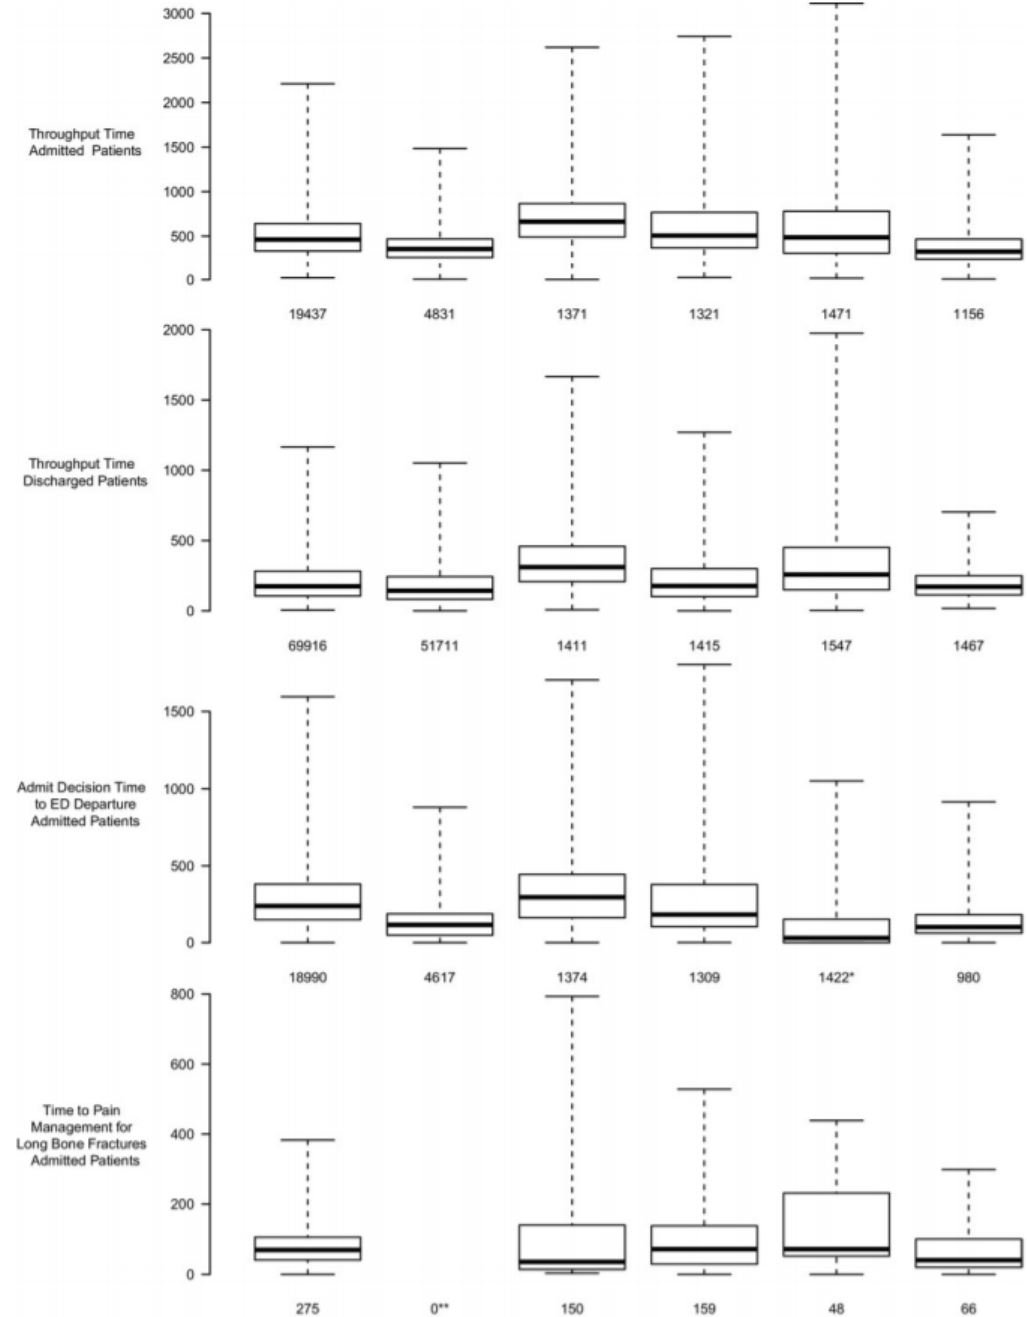 3000
2500
2000
1500
1000
500
0
Throughput Time
Admitted Patients
19437 4831 1371 1321 1471 1156
2000
1500
1000
500
0
Throughput Time
Discharged Patients
69916 51711 1411 1415 1547 1467
1500
1000
500
0
Admit Decision Time
to ED Departure
Admitted Patients
18990 4617 1374 1309 1422* 980
800
600
400
200
0
Time to Pain
Management for
Long Bone Fractures
Admitted Patients
275 0** 150 159 48 66